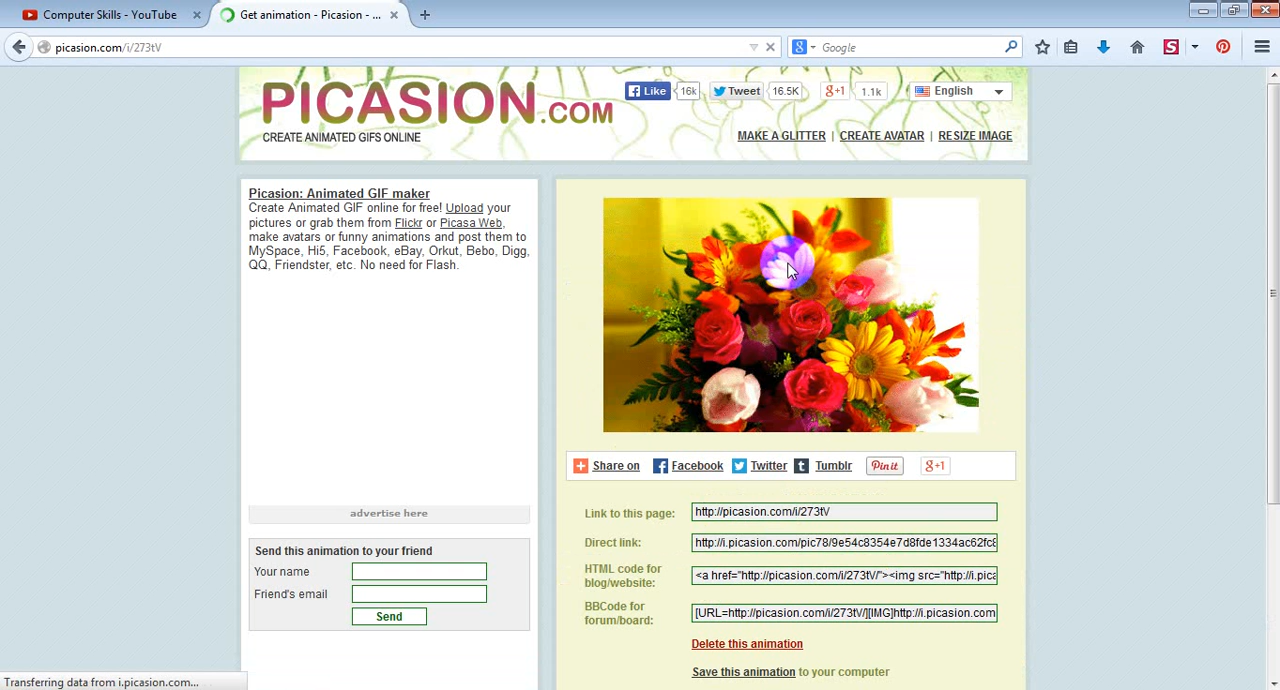 Computer Skills - YouTube
Get animation - Picasion - ...
picasion.com/i/273tV
Google
PICASION.COM
CREATE ANIMATED GIFS ONLINE
Like 16k Tweet 16.5K g+1 1.1k English
MAKE A GLITTER | CREATE AVATAR | RESIZE IMAGE
Picasion: Animated GIF maker
Create Animated GIF online for free! Upload your
pictures or grab them from Flickr or Picasa Web,
make avatars or funny animations and post them to
MySpace, Hi5, Facebook, eBay, Orkut, Bebo, Digg,
QQ, Friendster, etc. No need for Flash.
advertise here
Send this animation to your friend
Your name
Friend's email
Send
Share on Facebook Twitter Tumblr Pin it g+1
Link to this page: http://picasion.com/i/273tV
Direct link: http://i.picasion.com/pic78/9e54c8354e7d8fde1334ac62fc8
HTML code for
blog/website:
<a href="http://picasion.com/i/273tV/"><img src="http://i.pica
BBCode for
forum/board:
[URL=http://picasion.com/i/273tV/][IMG]http://i.picasion.com
Delete this animation
Save this animation to your computer
Transferring data from i.picasion.com...